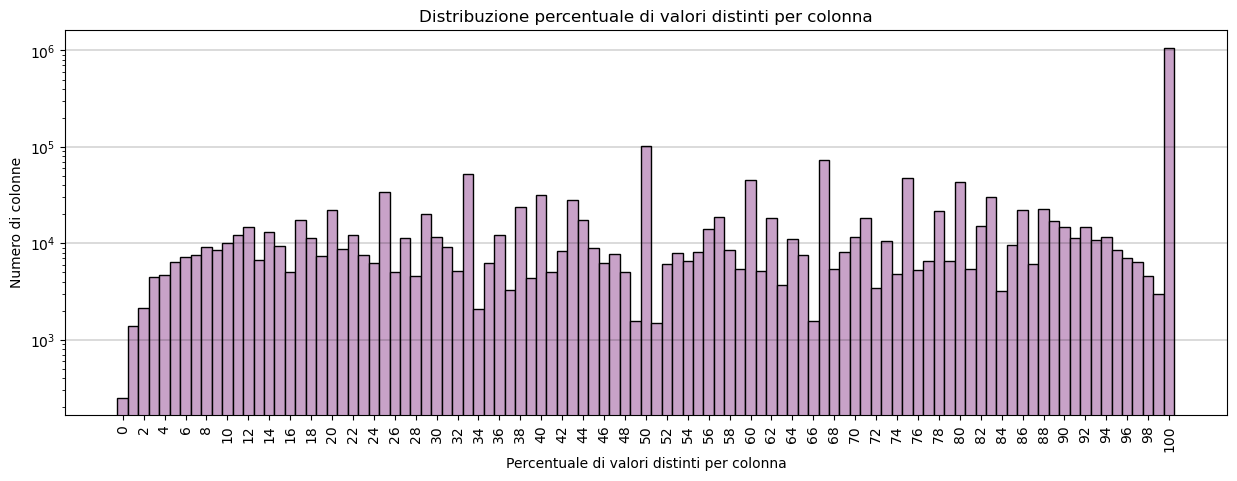 Distribuzione percentuale di valori distinti per colonna
Numero di colonne
10^6
10^5
10^4
10^3
0 2 4 6 8 10 12 14 16 18 20 22 24 26 28 30 32 34 36 38 40 42 44 46 48 50 52 54 56 58 60 62 64 66 68 70 72 74 76 78 80 82 84 86 88 90 92 94 96 98 100
Percentuale di valori distinti per colonna